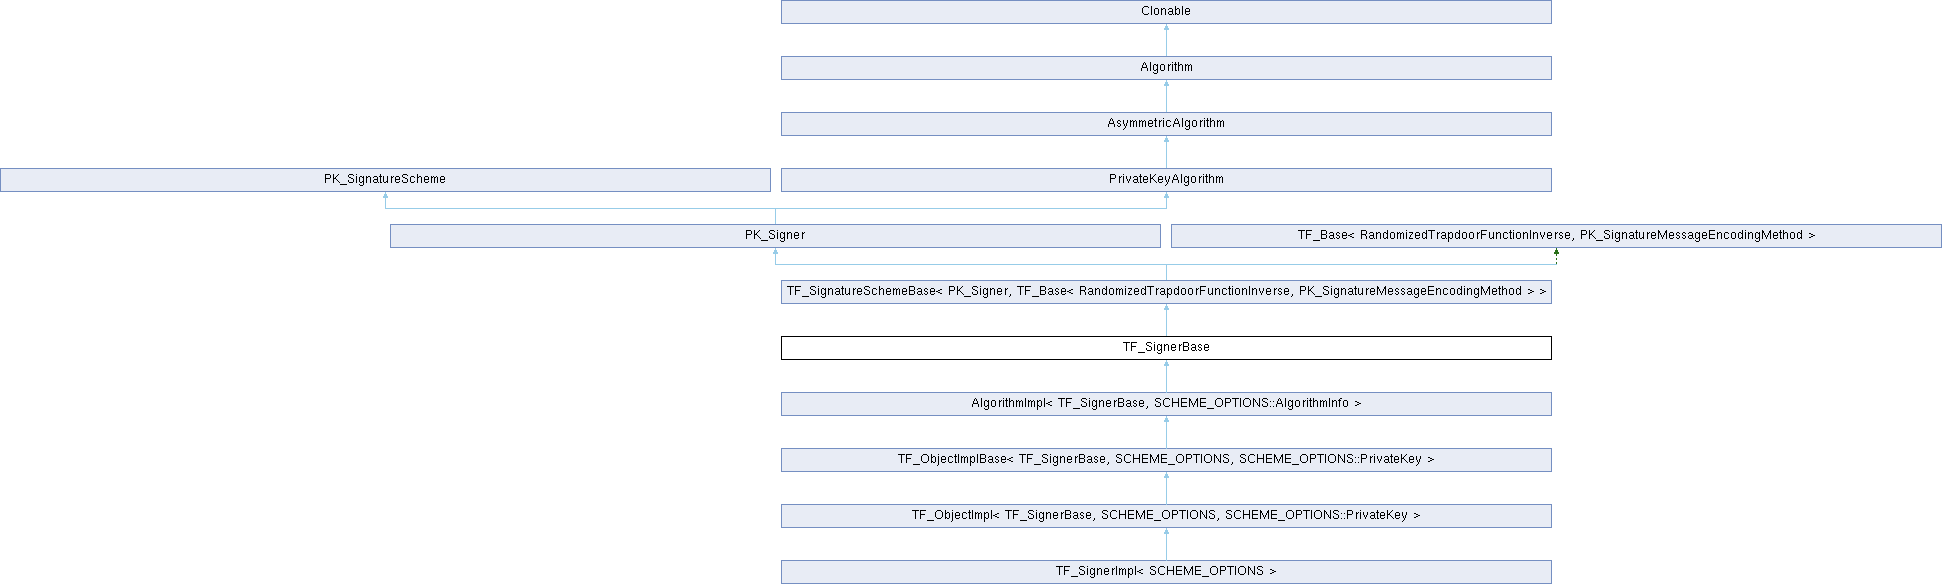 Clonable
Algorithm
AsymmetricAlgorithm
PK_SignatureScheme
PrivateKeyAlgorithm
PK_Signer
TF_Base< RandomizedTrapdoorFunctionInverse, PK_SignatureMessageEncodingMethod >
TF_SignatureSchemeBase< PK_Signer, TF_Base< RandomizedTrapdoorFunctionInverse, PK_SignatureMessageEncodingMethod > >
TF_SignerBase
AlgorithmImpl< TF_SignerBase, SCHEME_OPTIONS::AlgorithmInfo >
TF_ObjectImplBase< TF_SignerBase, SCHEME_OPTIONS, SCHEME_OPTIONS::PrivateKey >
TF_ObjectImpl< TF_SignerBase, SCHEME_OPTIONS, SCHEME_OPTIONS::PrivateKey >
TF_SignerImpl< SCHEME_OPTIONS >